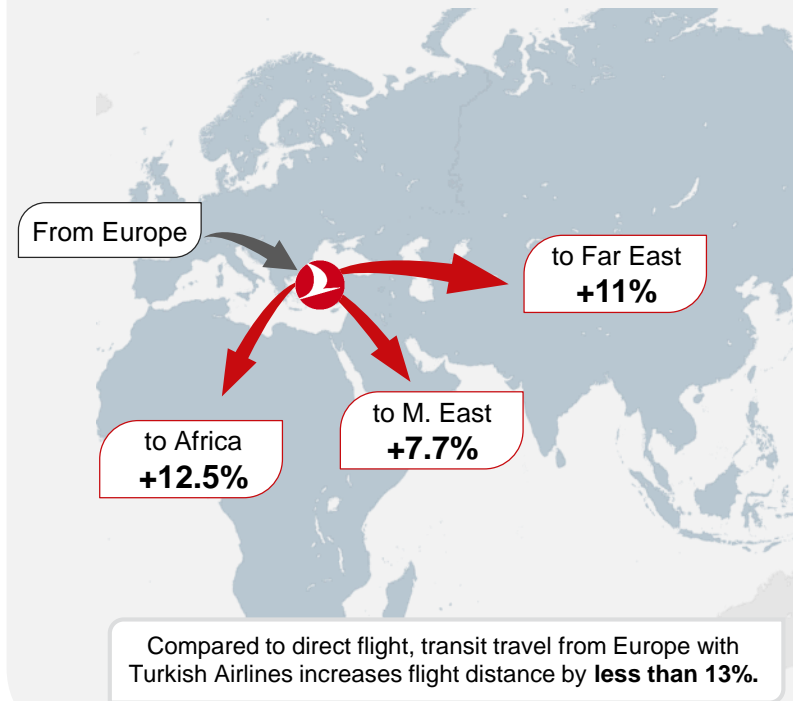 From Europe
to Far East
+11%
to M. East
+7.7%
to Africa
+12.5%
Compared to direct flight, transit travel from Europe with
Turkish Airlines increases flight distance by less than 13%.